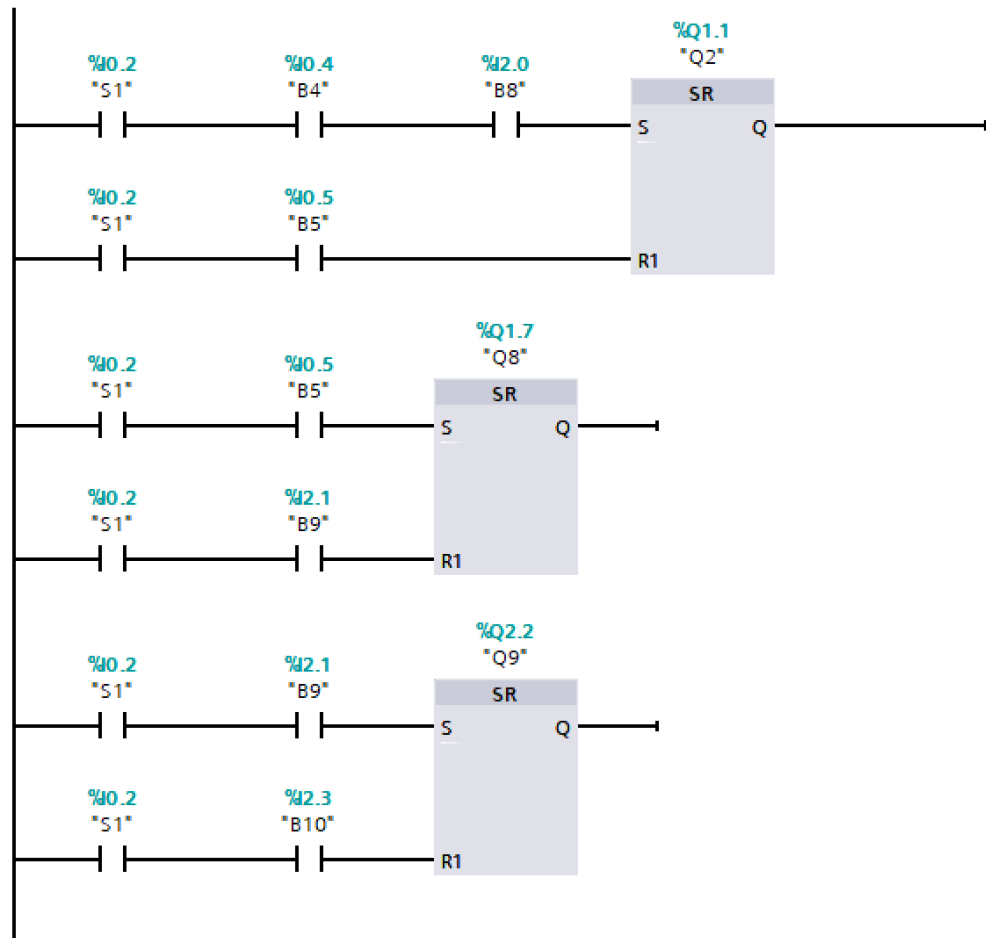 %Q1.1
"Q2"
%I0.2 %I0.4 %I2.0
"S1" "B4" "B8"
SR
S Q
%I0.2 %I0.5
"S1" "B5"
R1
%Q1.7
"Q8"
%I0.2 %I0.5
"S1" "B5"
SR
S Q
%I0.2 %I2.1
"S1" "B9"
R1
%Q2.2
"Q9"
%I0.2 %I2.1
"S1" "B9"
SR
S Q
%I0.2 %I2.3
"S1" "B10"
R1